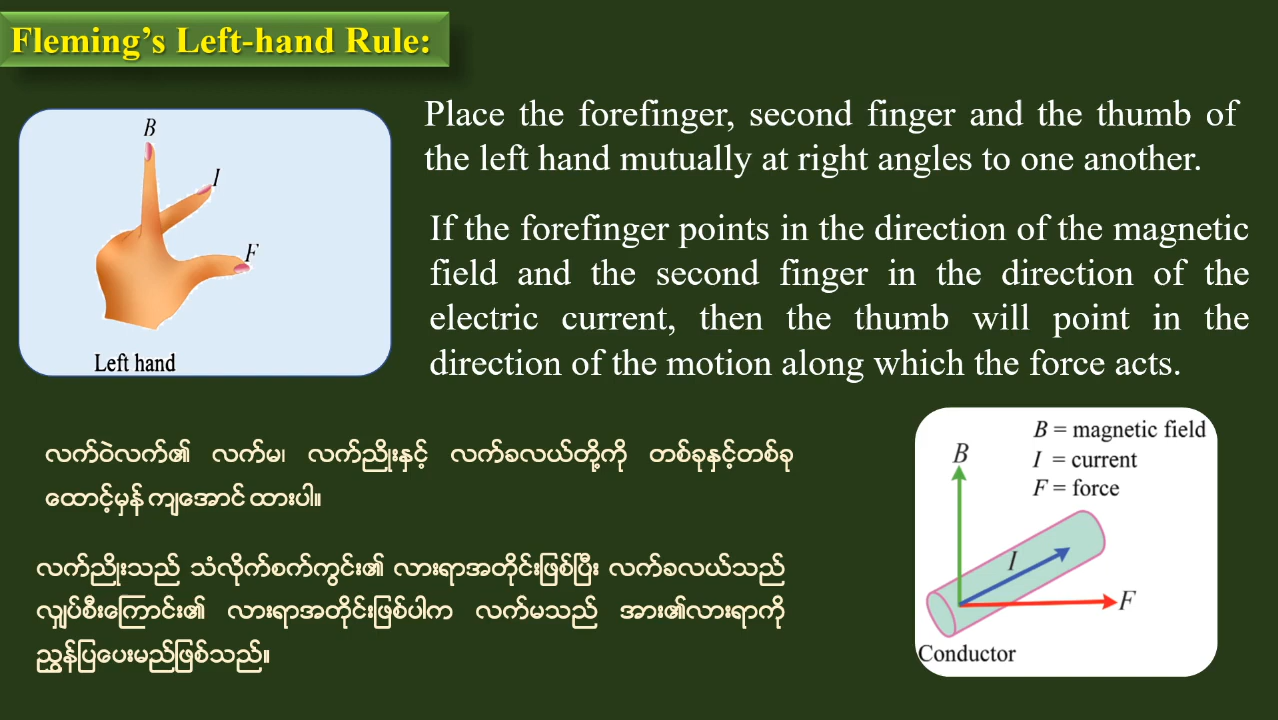 Fleming’s Left-hand Rule:
B
I
F
Left hand
Place the forefinger, second finger and the thumb of
the left hand mutually at right angles to one another.
If the forefinger points in the direction of the magnetic
field and the second finger in the direction of the
electric current, then the thumb will point in the
direction of the motion along which the force acts.
လက်ဝဲလက်၏ လက်မ၊ လက်ညှိုးနှင့် လက်ခလယ်တို့ကို တစ်ခုနှင့်တစ်ခု
ထောင့်မှန် ကျအောင် ထားပါ။
လက်ညှိုးသည် သံလိုက်စက်ကွင်း၏ လားရာအတိုင်းဖြစ်ပြီး လက်ခလယ်သည်
လျှပ်စီးကြောင်း၏ လားရာအတိုင်းဖြစ်ပါက လက်မသည် အား၏လားရာကို
ညွှန်ပြပေးမည်ဖြစ်သည်။
B = magnetic field
I = current
F = force
B
I
F
Conductor